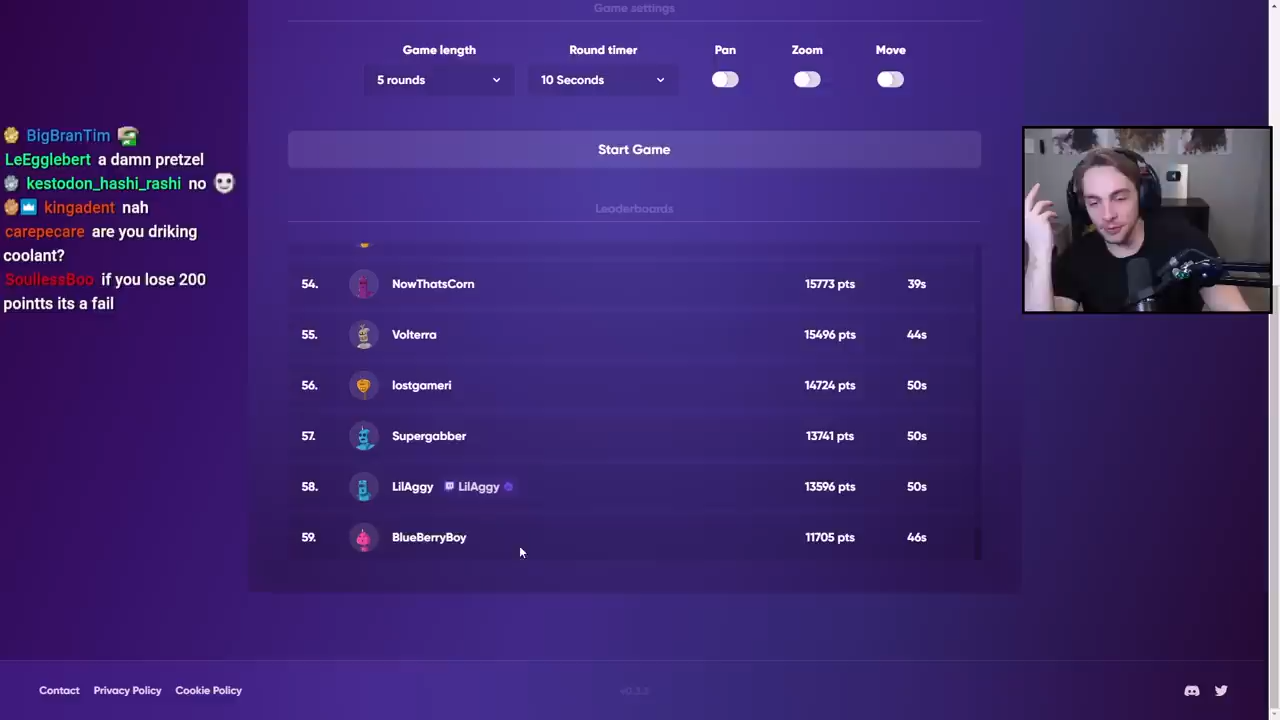 Game settings
Game length
Round timer
Pan
Zoom
Move
5 rounds
10 Seconds
Start Game
Leaderboards
BigBranTim
LeEgglebert a damn pretzel
kestodon_hashi_rashi no
kingadent nah
carepecare are you driking
coolant?
SoullessBoo if you lose 200
pointts its a fail
54. NowThatsCorn 15773 pts 39s
55. Volterra 15496 pts 44s
56. lostgameri 14724 pts 50s
57. Supergabber 13741 pts 50s
58. LilAggy LilAggy 13596 pts 50s
59. BlueBerryBoy 11705 pts 46s
Contact Privacy Policy Cookie Policy